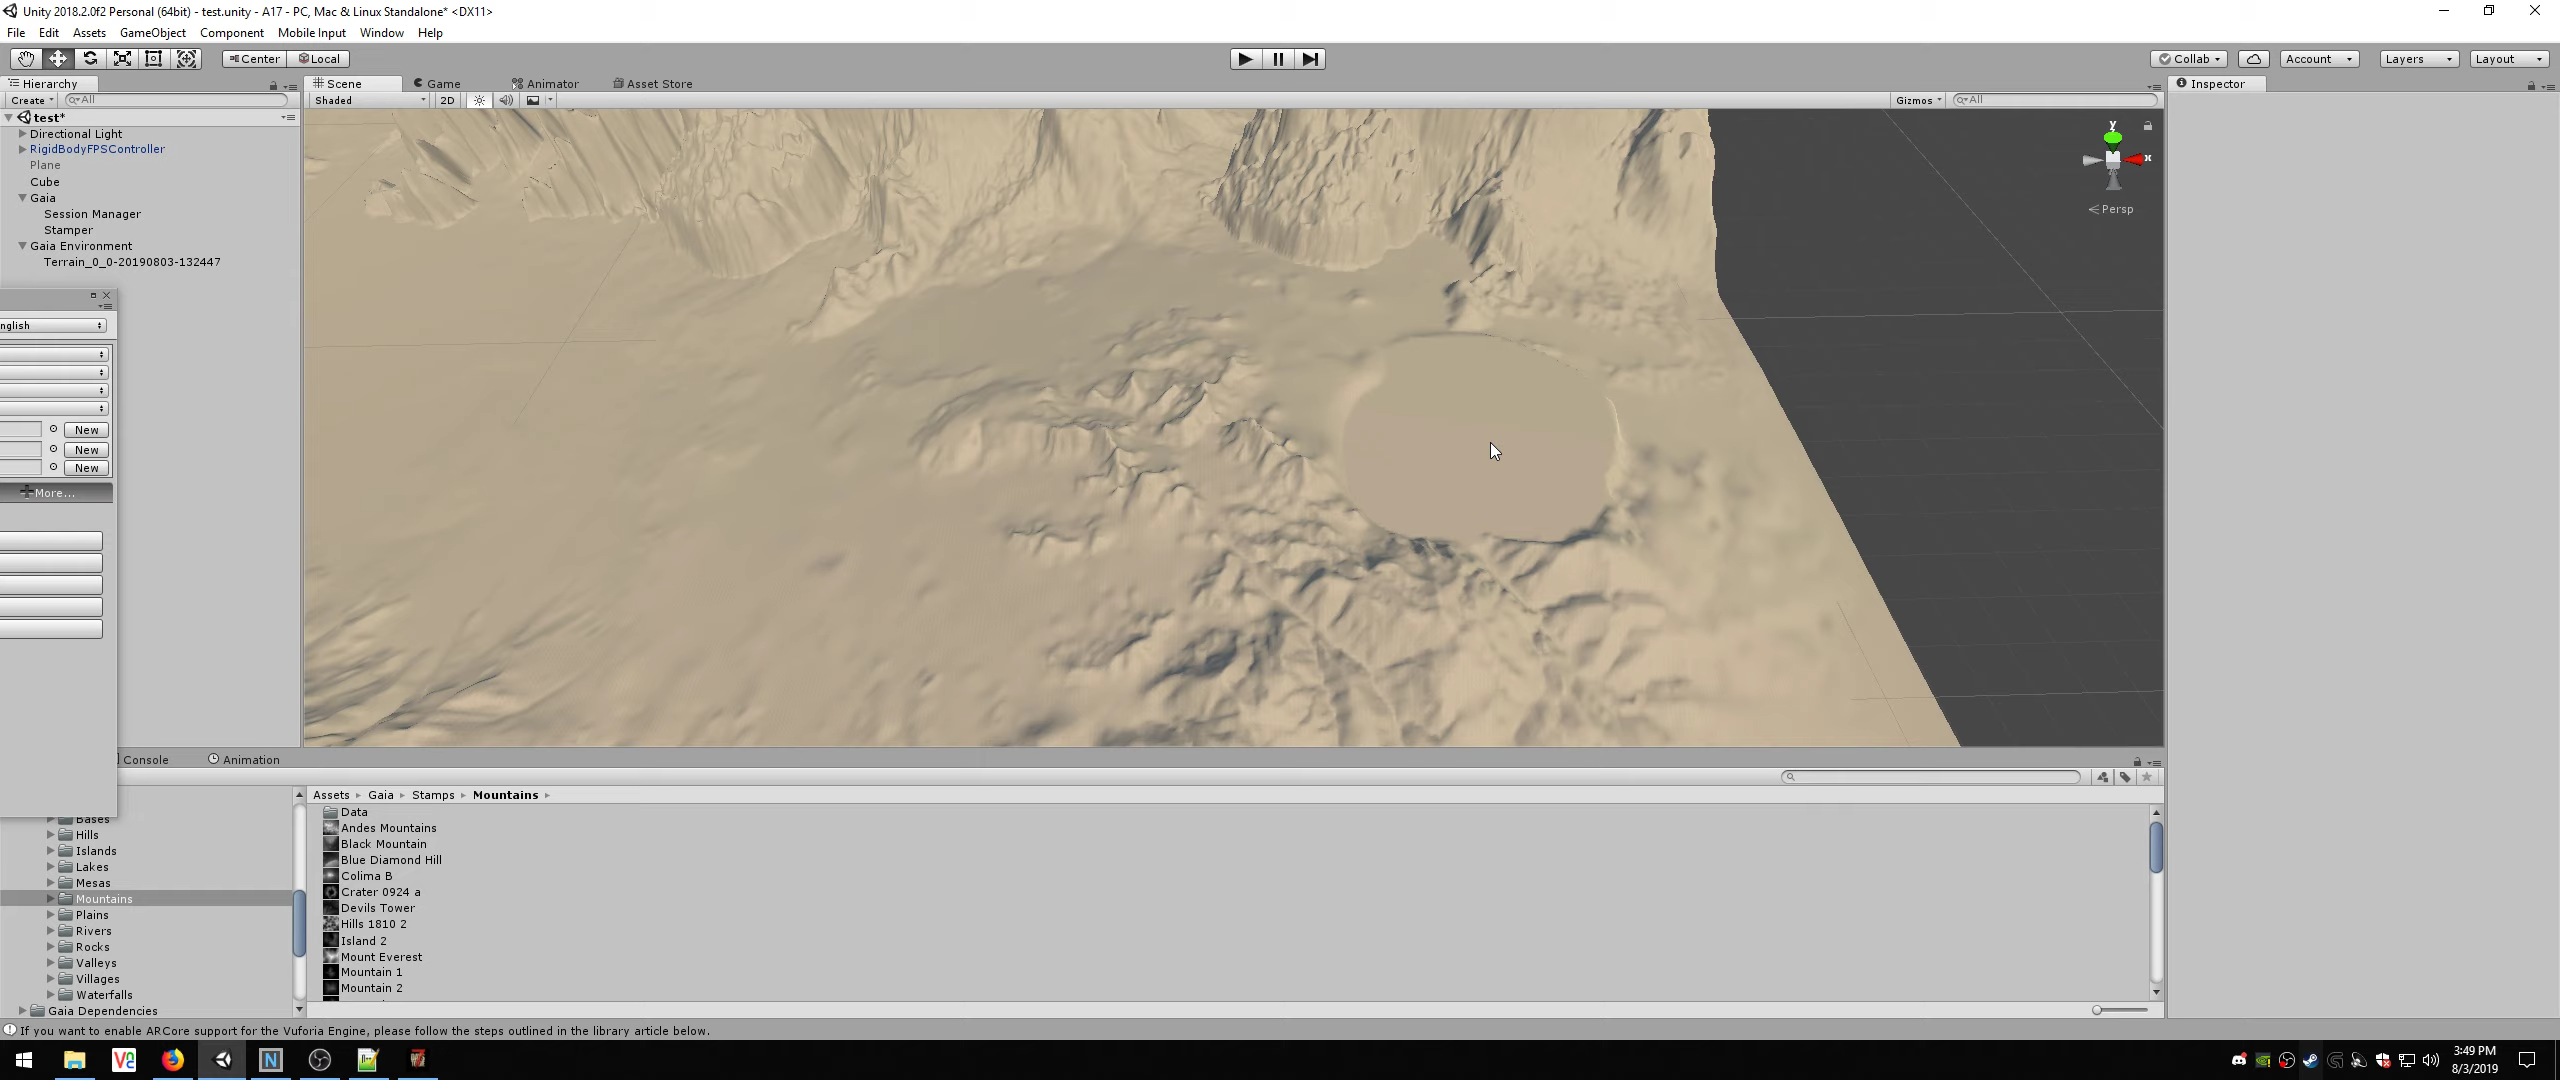 Unity 2018.2.0f2 Personal (64bit) - test.unity - A17 - PC, Mac & Linux Standalone* <DX11>
File Edit Assets GameObject Component Mobile Input Window Help
Center Local Collab Account Layers Layout
Hierarchy Scene Game Animator Asset Store Inspector
Create All Shaded 2D Gizmos All
test*
Directional Light
RigidBodyFPSController
Plane
Cube
Gaia
Session Manager
Stamper
Gaia Environment
Terrain_0_0-20190803-132447
y
x
Persp
nglish
New
New
New
More...
Console Animation
Assets Gaia Stamps Mountains
Bases
Hills
Islands
Lakes
Mesas
Mountains
Plains
Rivers
Rocks
Valleys
Villages
Waterfalls
Gaia Dependencies
Data
Andes Mountains
Black Mountain
Blue Diamond Hill
Colima B
Crater 0924 a
Devils Tower
Hills 1810 2
Island 2
Mount Everest
Mountain 1
Mountain 2
If you want to enable ARCore support for the Vuforia Engine, please follow the steps outlined in the library article below.
3:49 PM
8/3/2019